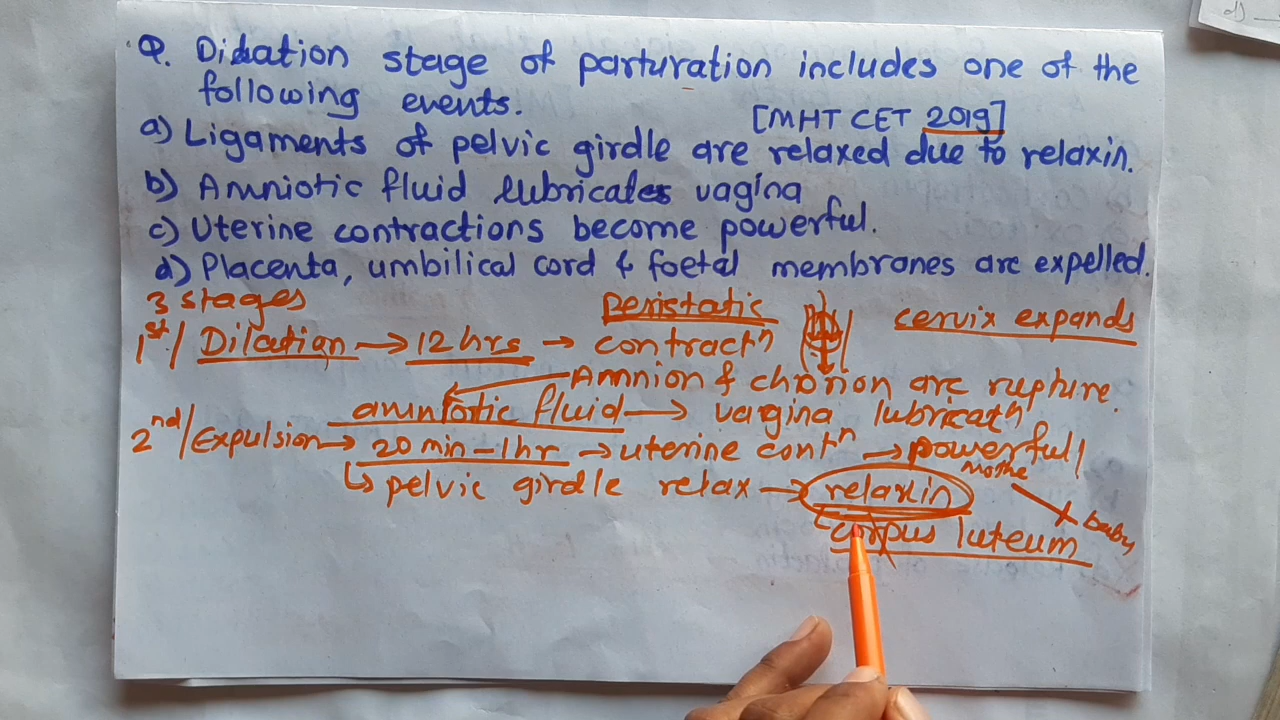 Q. Dilation stage of parturation includes one of the
following events.
[MHT CET 2019]
a) Ligaments of pelvic girdle are relaxed due to relaxin.
b) Amniotic fluid lubricates vagina
c) Uterine contractions become powerful.
d) Placenta, umbilical cord & foetal membranes are expelled.
3 stages
1st/ Dilation → 12 hrs → Peristatic contractn cervix expands
Amnion & chorion are rupture.
amniotic fluid → vagina lubricatn
2nd/ Expulsion → 20 min - 1hr → uterine contn → powerful/
↳ pelvic girdle relax → relaxin
Mothe
baby
corpus luteum
d)